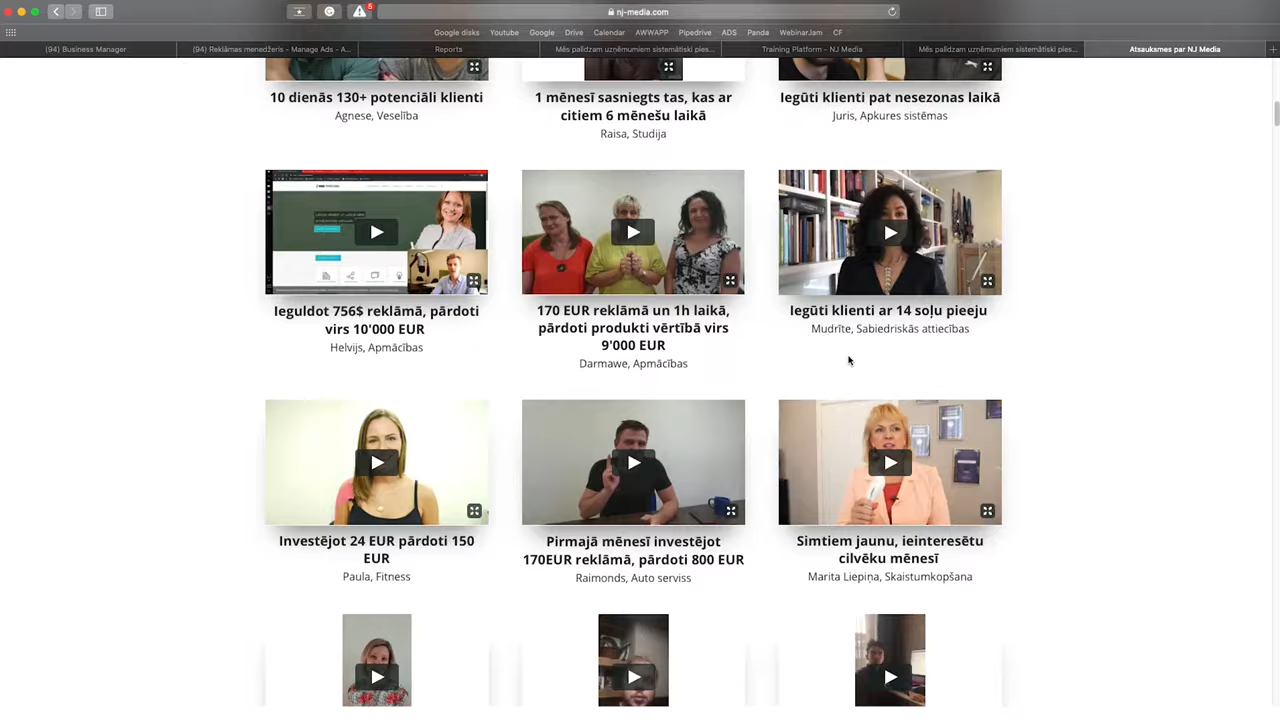 5
nj-media.com
Google disks Youtube Google Drive Calendar AWWAPP Pipedrive ADS Panda WebinarJam CF
(94) Business Manager
(94) Reklāmas menedžeris - Manage Ads - A...
Reports
Mēs palīdzam uzņēmumiem sistemātiski pies...
Training Platform – NJ Media
Mēs palīdzam uzņēmumiem sistemātiski pies...
Atsauksmes par NJ Media
10 dienās 130+ potenciāli klienti
Agnese, Veselība
1 mēnesī sasniegts tas, kas ar
citiem 6 mēnešu laikā
Raisa, Studija
Iegūti klienti pat nesezonas laikā
Juris, Apkures sistēmas
Ieguldot 756$ reklāmā, pārdoti
virs 10'000 EUR
Helvijs, Apmācības
170 EUR reklāmā un 1h laikā,
pārdoti produkti vērtībā virs
9'000 EUR
Darmawe, Apmācības
Iegūti klienti ar 14 soļu pieeju
Mudrīte, Sabiedriskās attiecības
Investējot 24 EUR pārdoti 150
EUR
Paula, Fitness
Pirmajā mēnesī investējot
170EUR reklāmā, pārdoti 800 EUR
Raimonds, Auto serviss
Simtiem jaunu, ieinteresētu
cilvēku mēnesī
Marita Liepiņa, Skaistumkopšana